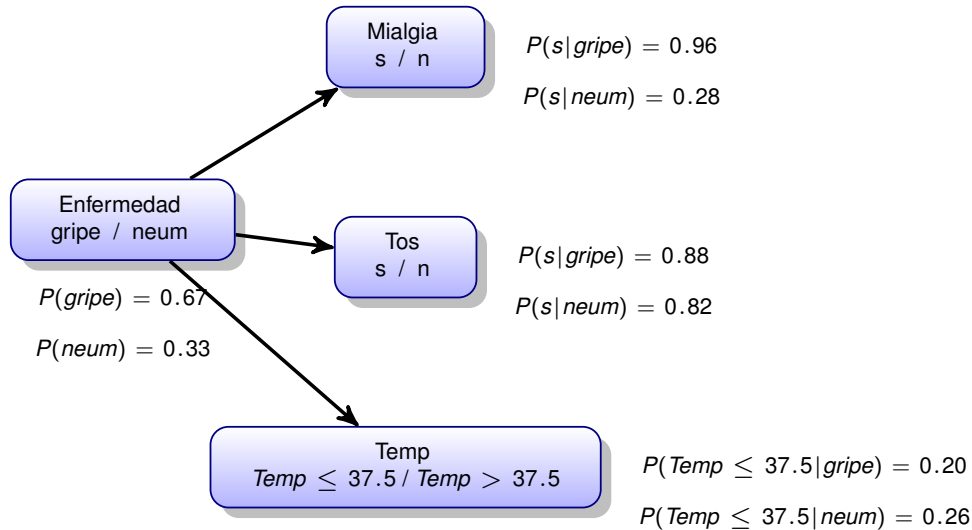 Mialgia
s / n
P(s|gripe) = 0.96
P(s|neum) = 0.28
Enfermedad
gripe / neum
P(gripe) = 0.67
P(neum) = 0.33
Tos
s / n
P(s|gripe) = 0.88
P(s|neum) = 0.82
Temp
Temp ≤ 37.5 / Temp > 37.5
P(Temp ≤ 37.5|gripe) = 0.20
P(Temp ≤ 37.5|neum) = 0.26